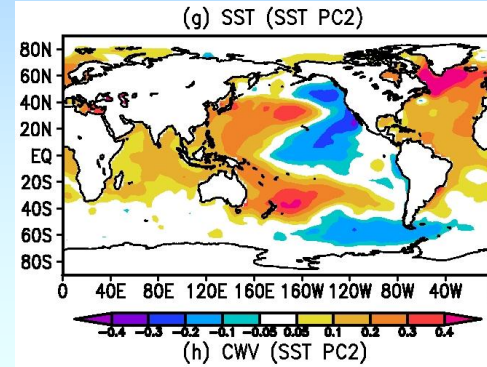 (g) SST (SST PC2)
80N
60N
40N
20N
EQ
20S
40S
60S
80S
0 40E 80E 120E 160E 160W 120W 80W 40W
-0.4 -0.3 -0.2 -0.1 -0.05 0.05 0.1 0.2 0.3 0.4
(h) CWV (SST PC2)